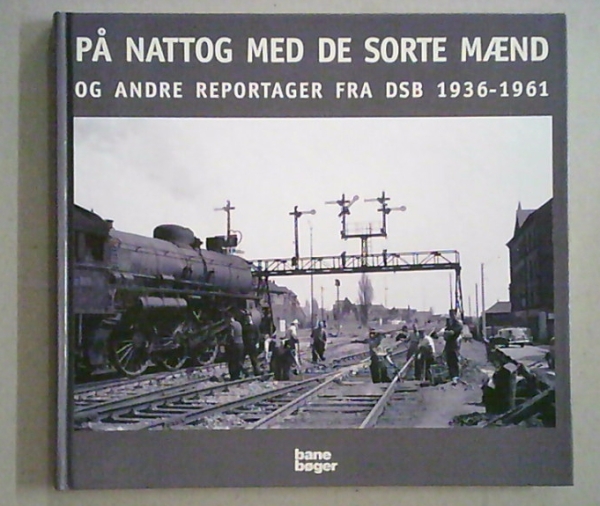 PÅ NATTOG MED DE SORTE MÆND
OG ANDRE REPORTAGER FRA DSB 1936-1961
bane
bøger